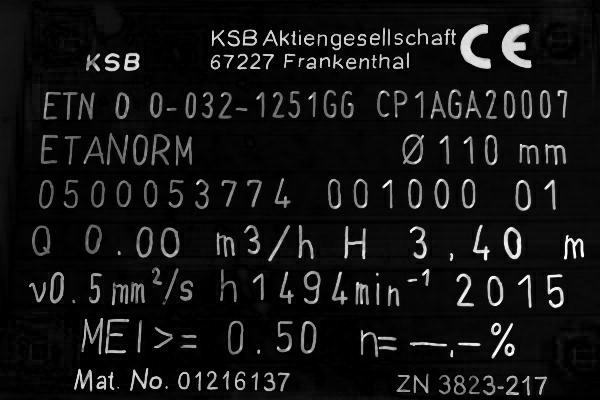 KSB Aktiengesellschaft CE
KSB 67227 Frankenthal
ETN 0 0-032-1251GG CP1AGA20007
ETANORM Ø 110 mm
0500053774 001000 01
Q 0.00 m3/h H 3,40 m
ν0.5mm²/s h1494min⁻¹ 2015
MEI>= 0.50 η= —.—%
Mat. No. 01216137 ZN 3823-217